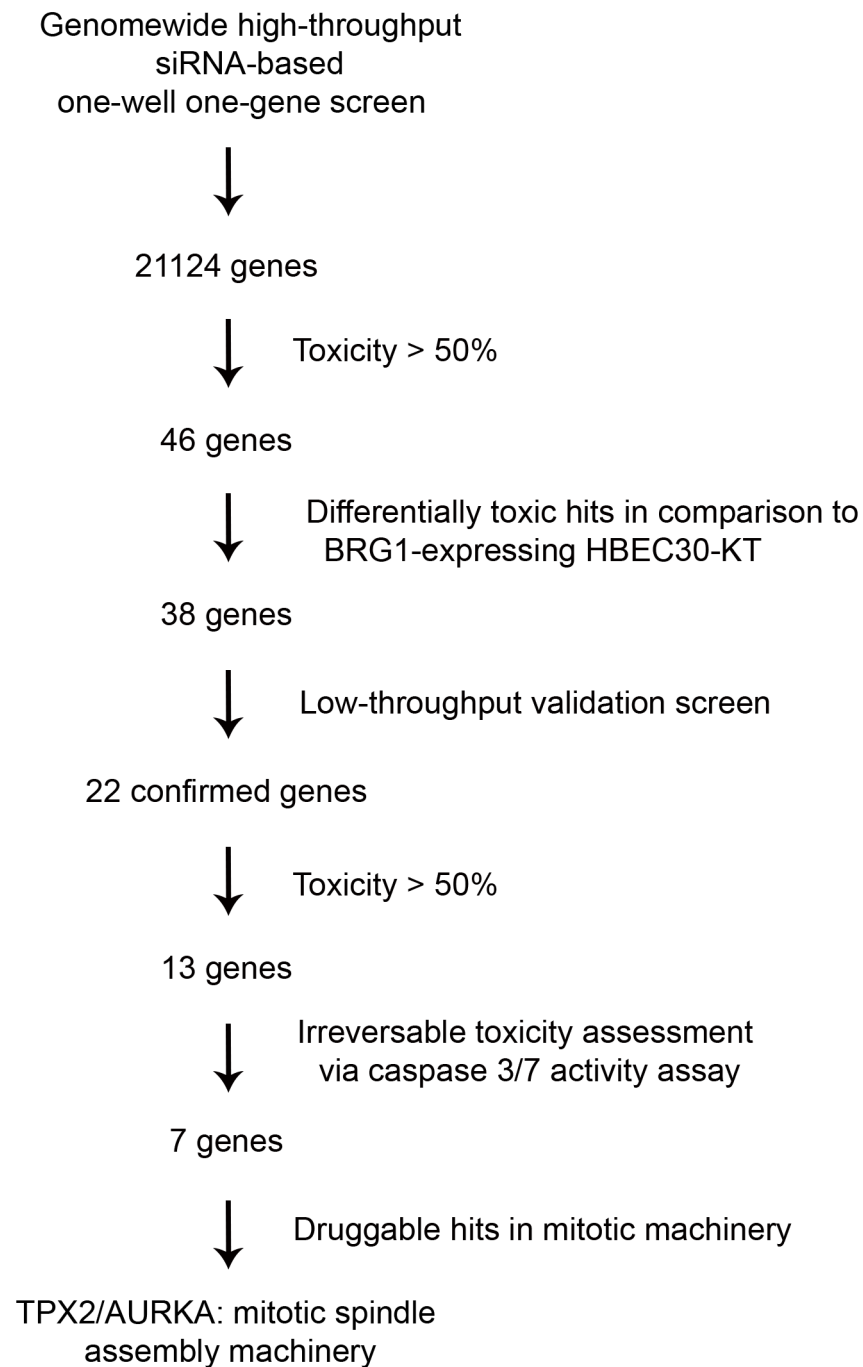 Genomewide high-throughput
siRNA-based
one-well one-gene screen
21124 genes
Toxicity > 50%
46 genes
Differentially toxic hits in comparison to
BRG1-expressing HBEC30-KT
38 genes
Low-throughput validation screen
22 confirmed genes
Toxicity > 50%
13 genes
Irreversable toxicity assessment
via caspase 3/7 activity assay
7 genes
Druggable hits in mitotic machinery
TPX2/AURKA: mitotic spindle
assembly machinery